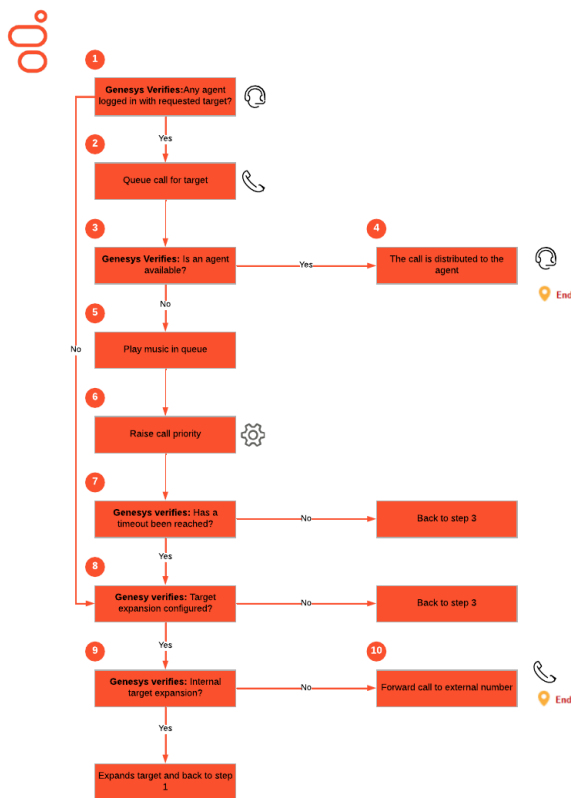 1
Genesys Verifies:Any agent
logged in with requested target?
Yes
2
Queue call for target
3
Genesys Verifies: Is an agent
available?
Yes
4
The call is distributed to the
agent
End
No
5
Play music in queue
No
6
Raise call priority
7
Genesys verifies: Has a
timeout been reached?
No
Back to step 3
Yes
8
Genesy verifies: Target
expansion configured?
No
Back to step 3
Yes
9
Genesys verifies: Internal
target expansion?
No
10
Forward call to external number
End
Yes
Expands target and back to step
1